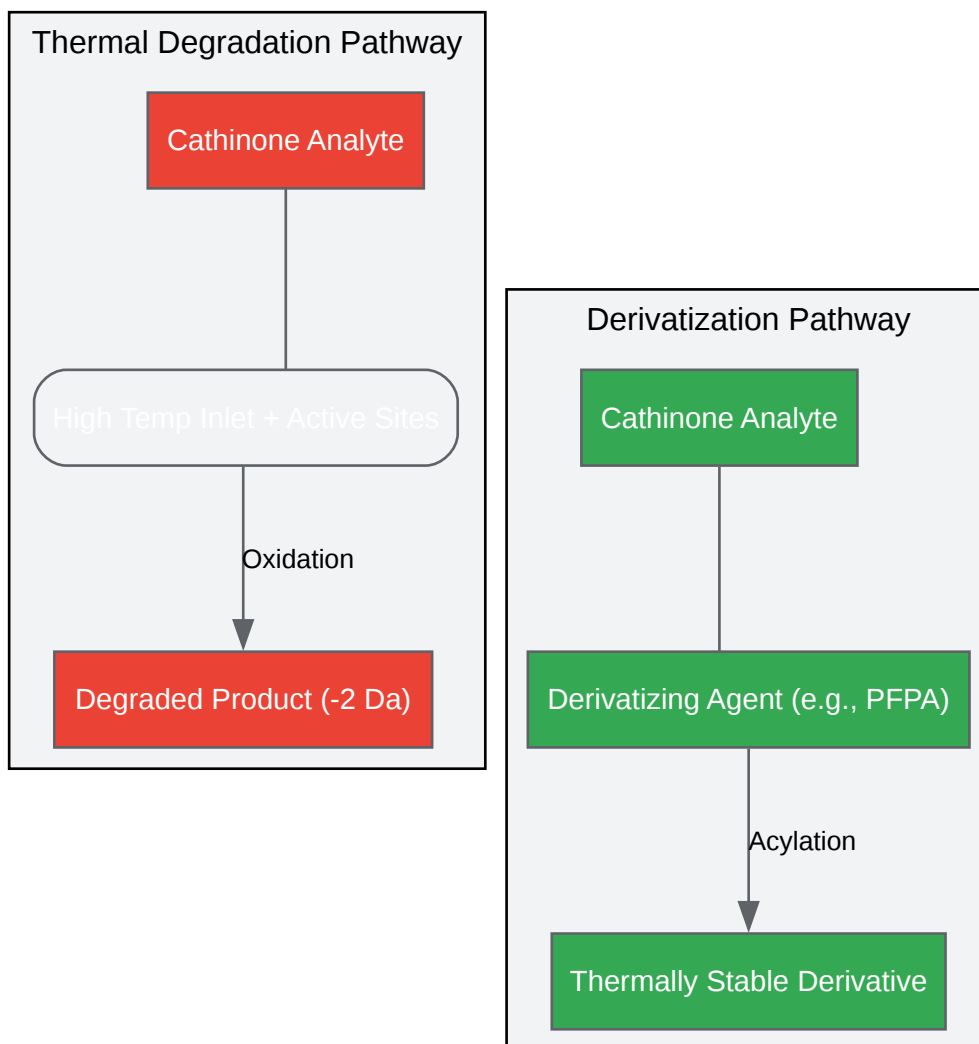 Thermal Degradation Pathway
Cathinone Analyte
High Temp Inlet + Active Sites
Oxidation
Degraded Product (-2 Da)
Derivatization Pathway
Cathinone Analyte
Derivatizing Agent (e.g., PFPA)
Acylation
Thermally Stable Derivative